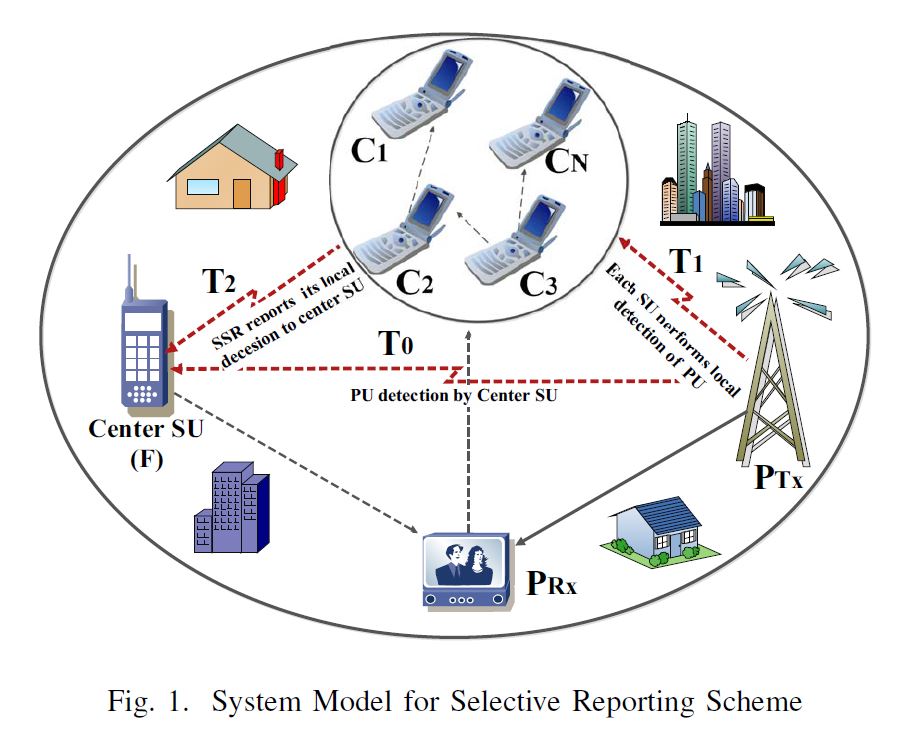 C1
CN
C2
C3
T2
SSR reports its local
decesion to center SU
T1
Each SU performs local
detection of PU
T0
PU detection by Center SU
Center SU
(F)
PTx
PRx
Fig. 1. System Model for Selective Reporting Scheme